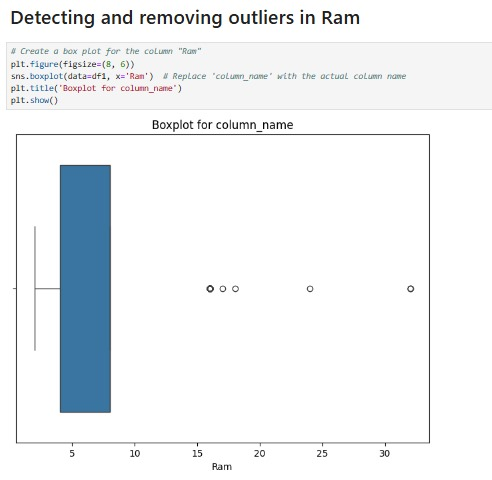 Detecting and removing outliers in Ram
# Create a box plot for the column "Ram"
plt.figure(figsize=(8, 6))
sns.boxplot(data=df1, x='Ram')  # Replace 'column_name' with the actual column name
plt.title('Boxplot for column_name')
plt.show()
Boxplot for column_name
5 10 15 20 25 30
Ram